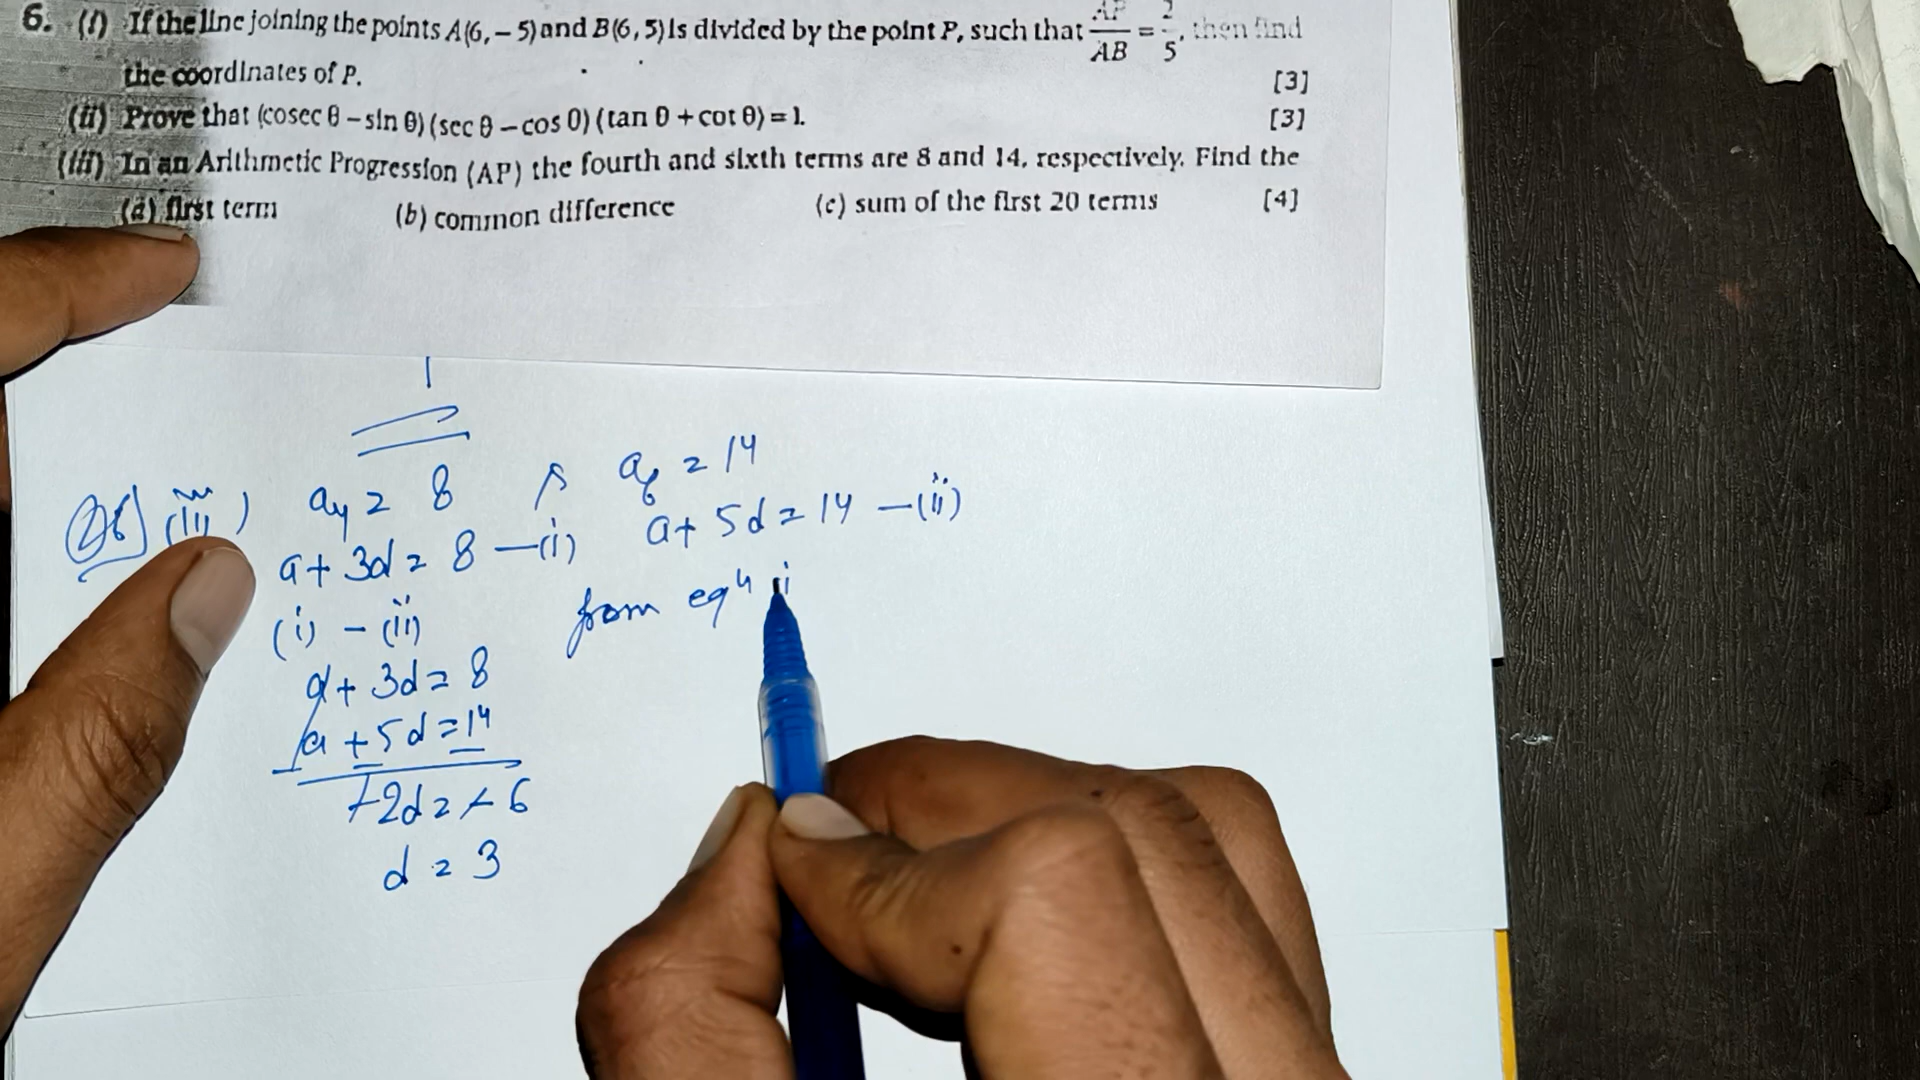 6. (i) If the line joining the points A(6, – 5) and B(6, 5) is divided by the point P, such that AP/AB = 2/5, then find
the coordinates of P. [3]
(ii) Prove that (cosec θ – sin θ) (sec θ – cos θ) (tan θ + cot θ) = 1. [3]
(iii) In an Arithmetic Progression (AP) the fourth and sixth terms are 8 and 14, respectively. Find the
(a) first term (b) common difference (c) sum of the first 20 terms [4]
1
Q6) (iii) a4 = 8 , a6 = 14
a + 3d = 8 —(i) a + 5d = 14 —(ii)
(i) – (ii) from eqn i
a + 3d = 8
a + 5d = 14
– – –
–2d = – 6
d = 3